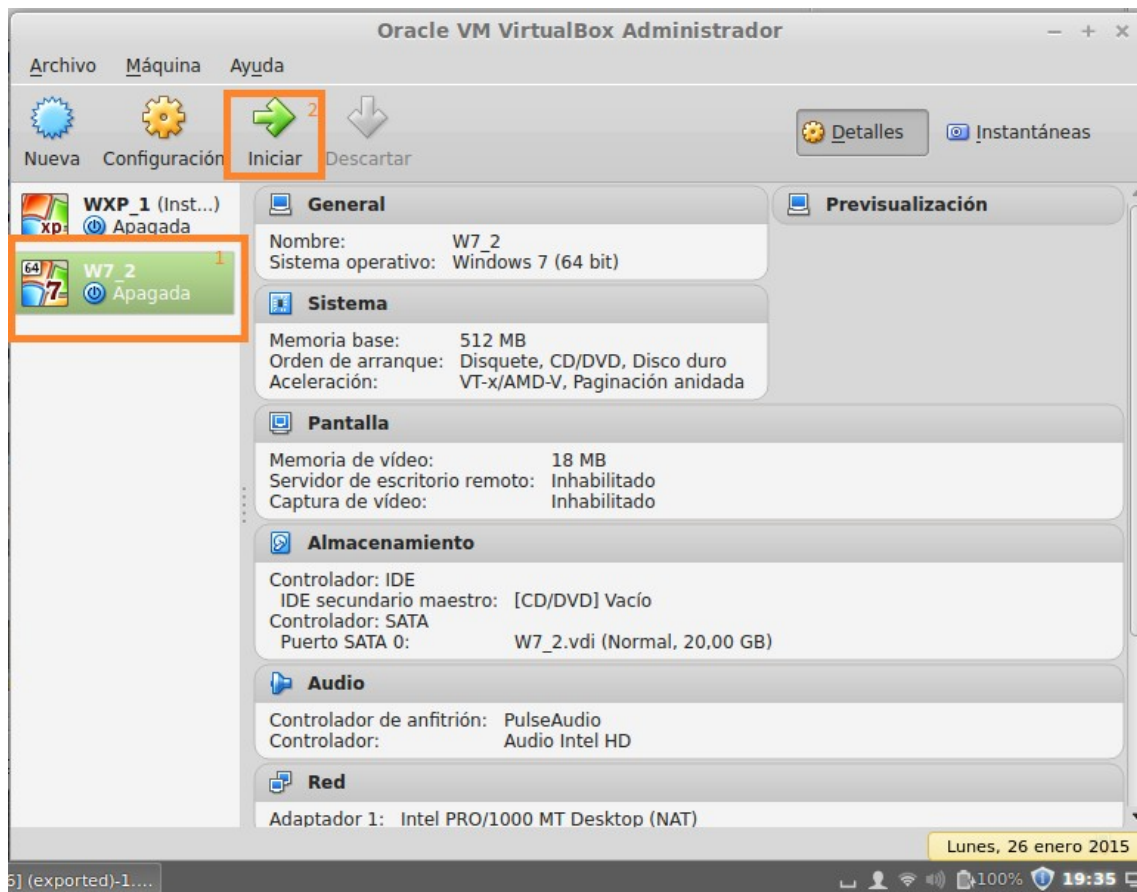 Oracle VM VirtualBox Administrador
Archivo Máquina Ayuda
Nueva Configuración Iniciar 2 Descartar Detalles Instantáneas
WXP_1 (Inst...)
xp
Apagada
1
64 W7_2
7 Apagada
General
Nombre: W7_2
Sistema operativo: Windows 7 (64 bit)
Previsualización
Sistema
Memoria base: 512 MB
Orden de arranque: Disquete, CD/DVD, Disco duro
Aceleración: VT-x/AMD-V, Paginación anidada
Pantalla
Memoria de vídeo: 18 MB
Servidor de escritorio remoto: Inhabilitado
Captura de vídeo: Inhabilitado
Almacenamiento
Controlador: IDE
IDE secundario maestro: [CD/DVD] Vacío
Controlador: SATA
Puerto SATA 0: W7_2.vdi (Normal, 20,00 GB)
Audio
Controlador de anfitrión: PulseAudio
Controlador: Audio Intel HD
Red
Adaptador 1: Intel PRO/1000 MT Desktop (NAT)
Lunes, 26 enero 2015
6] (exported)-1.... 100% 19:35